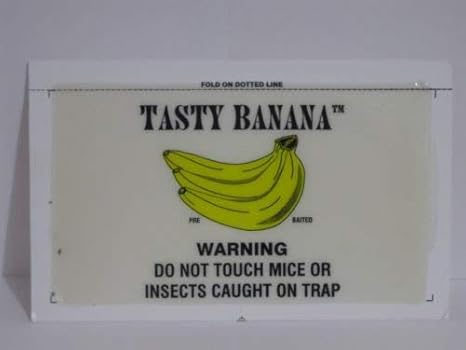 FOLD ON DOTTED LINE
TASTY BANANA™
PRE BAITED
WARNING
DO NOT TOUCH MICE OR
INSECTS CAUGHT ON TRAP